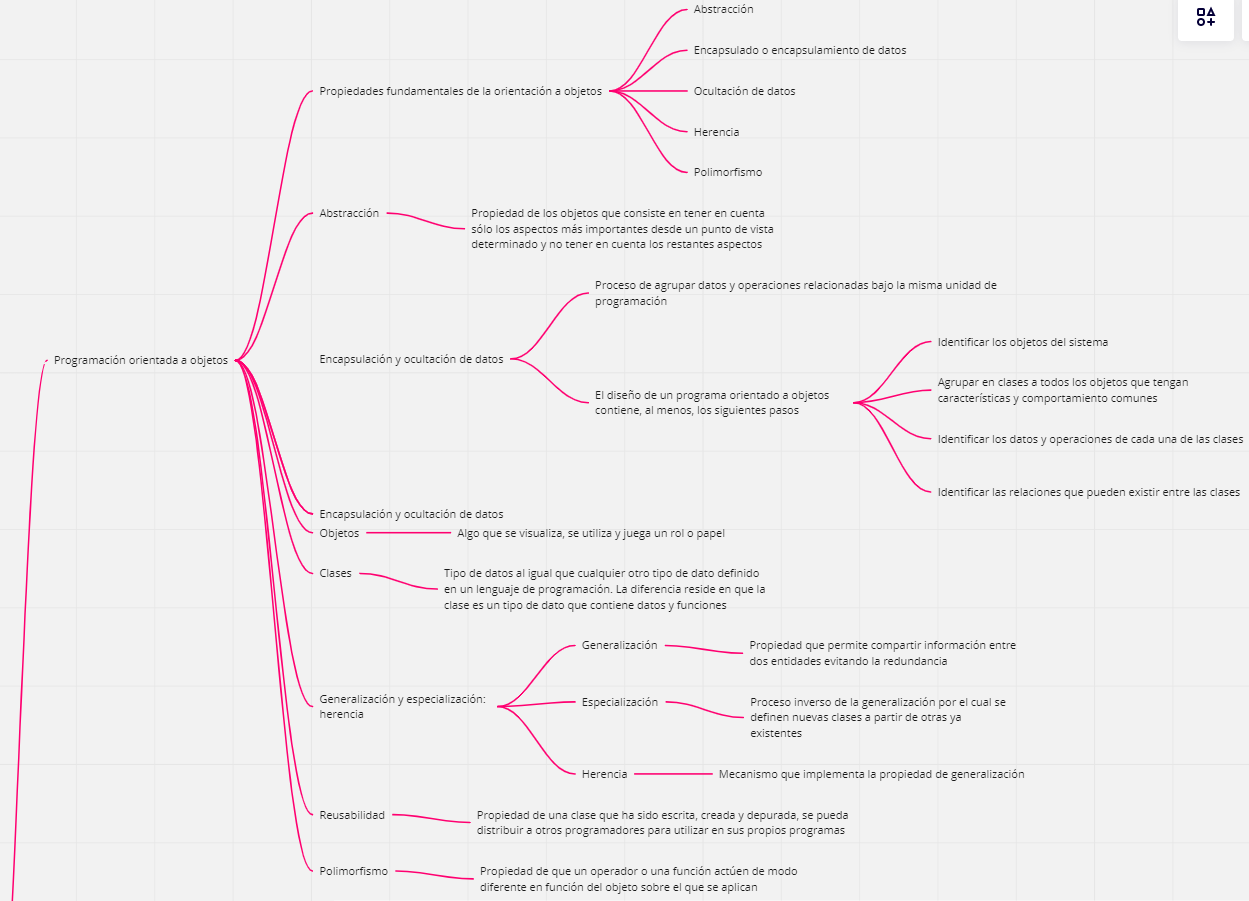 Abstracción
Encapsulado o encapsulamiento de datos
Propiedades fundamentales de la orientación a objetos
Ocultación de datos
Herencia
Polimorfismo
Abstracción
Propiedad de los objetos que consiste en tener en cuenta
sólo los aspectos más importantes desde un punto de vista
determinado y no tener en cuenta los restantes aspectos
Proceso de agrupar datos y operaciones relacionadas bajo la misma unidad de
programación
Programación orientada a objetos
Encapsulación y ocultación de datos
El diseño de un programa orientado a objetos
contiene, al menos, los siguientes pasos
Identificar los objetos del sistema
Agrupar en clases a todos los objetos que tengan
características y comportamiento comunes
Identificar los datos y operaciones de cada una de las clases
Identificar las relaciones que pueden existir entre las clases
Encapsulación y ocultación de datos
Objetos
Algo que se visualiza, se utiliza y juega un rol o papel
Clases
Tipo de datos al igual que cualquier otro tipo de dato definido
en un lenguaje de programación. La diferencia reside en que la
clase es un tipo de dato que contiene datos y funciones
Generalización y especialización:
herencia
Generalización
Propiedad que permite compartir información entre
dos entidades evitando la redundancia
Especialización
Proceso inverso de la generalización por el cual se
definen nuevas clases a partir de otras ya
existentes
Herencia
Mecanismo que implementa la propiedad de generalización
Reusabilidad
Propiedad de una clase que ha sido escrita, creada y depurada, se pueda
distribuir a otros programadores para utilizar en sus propios programas
Polimorfismo
Propiedad de que un operador o una función actúen de modo
diferente en función del objeto sobre el que se aplican